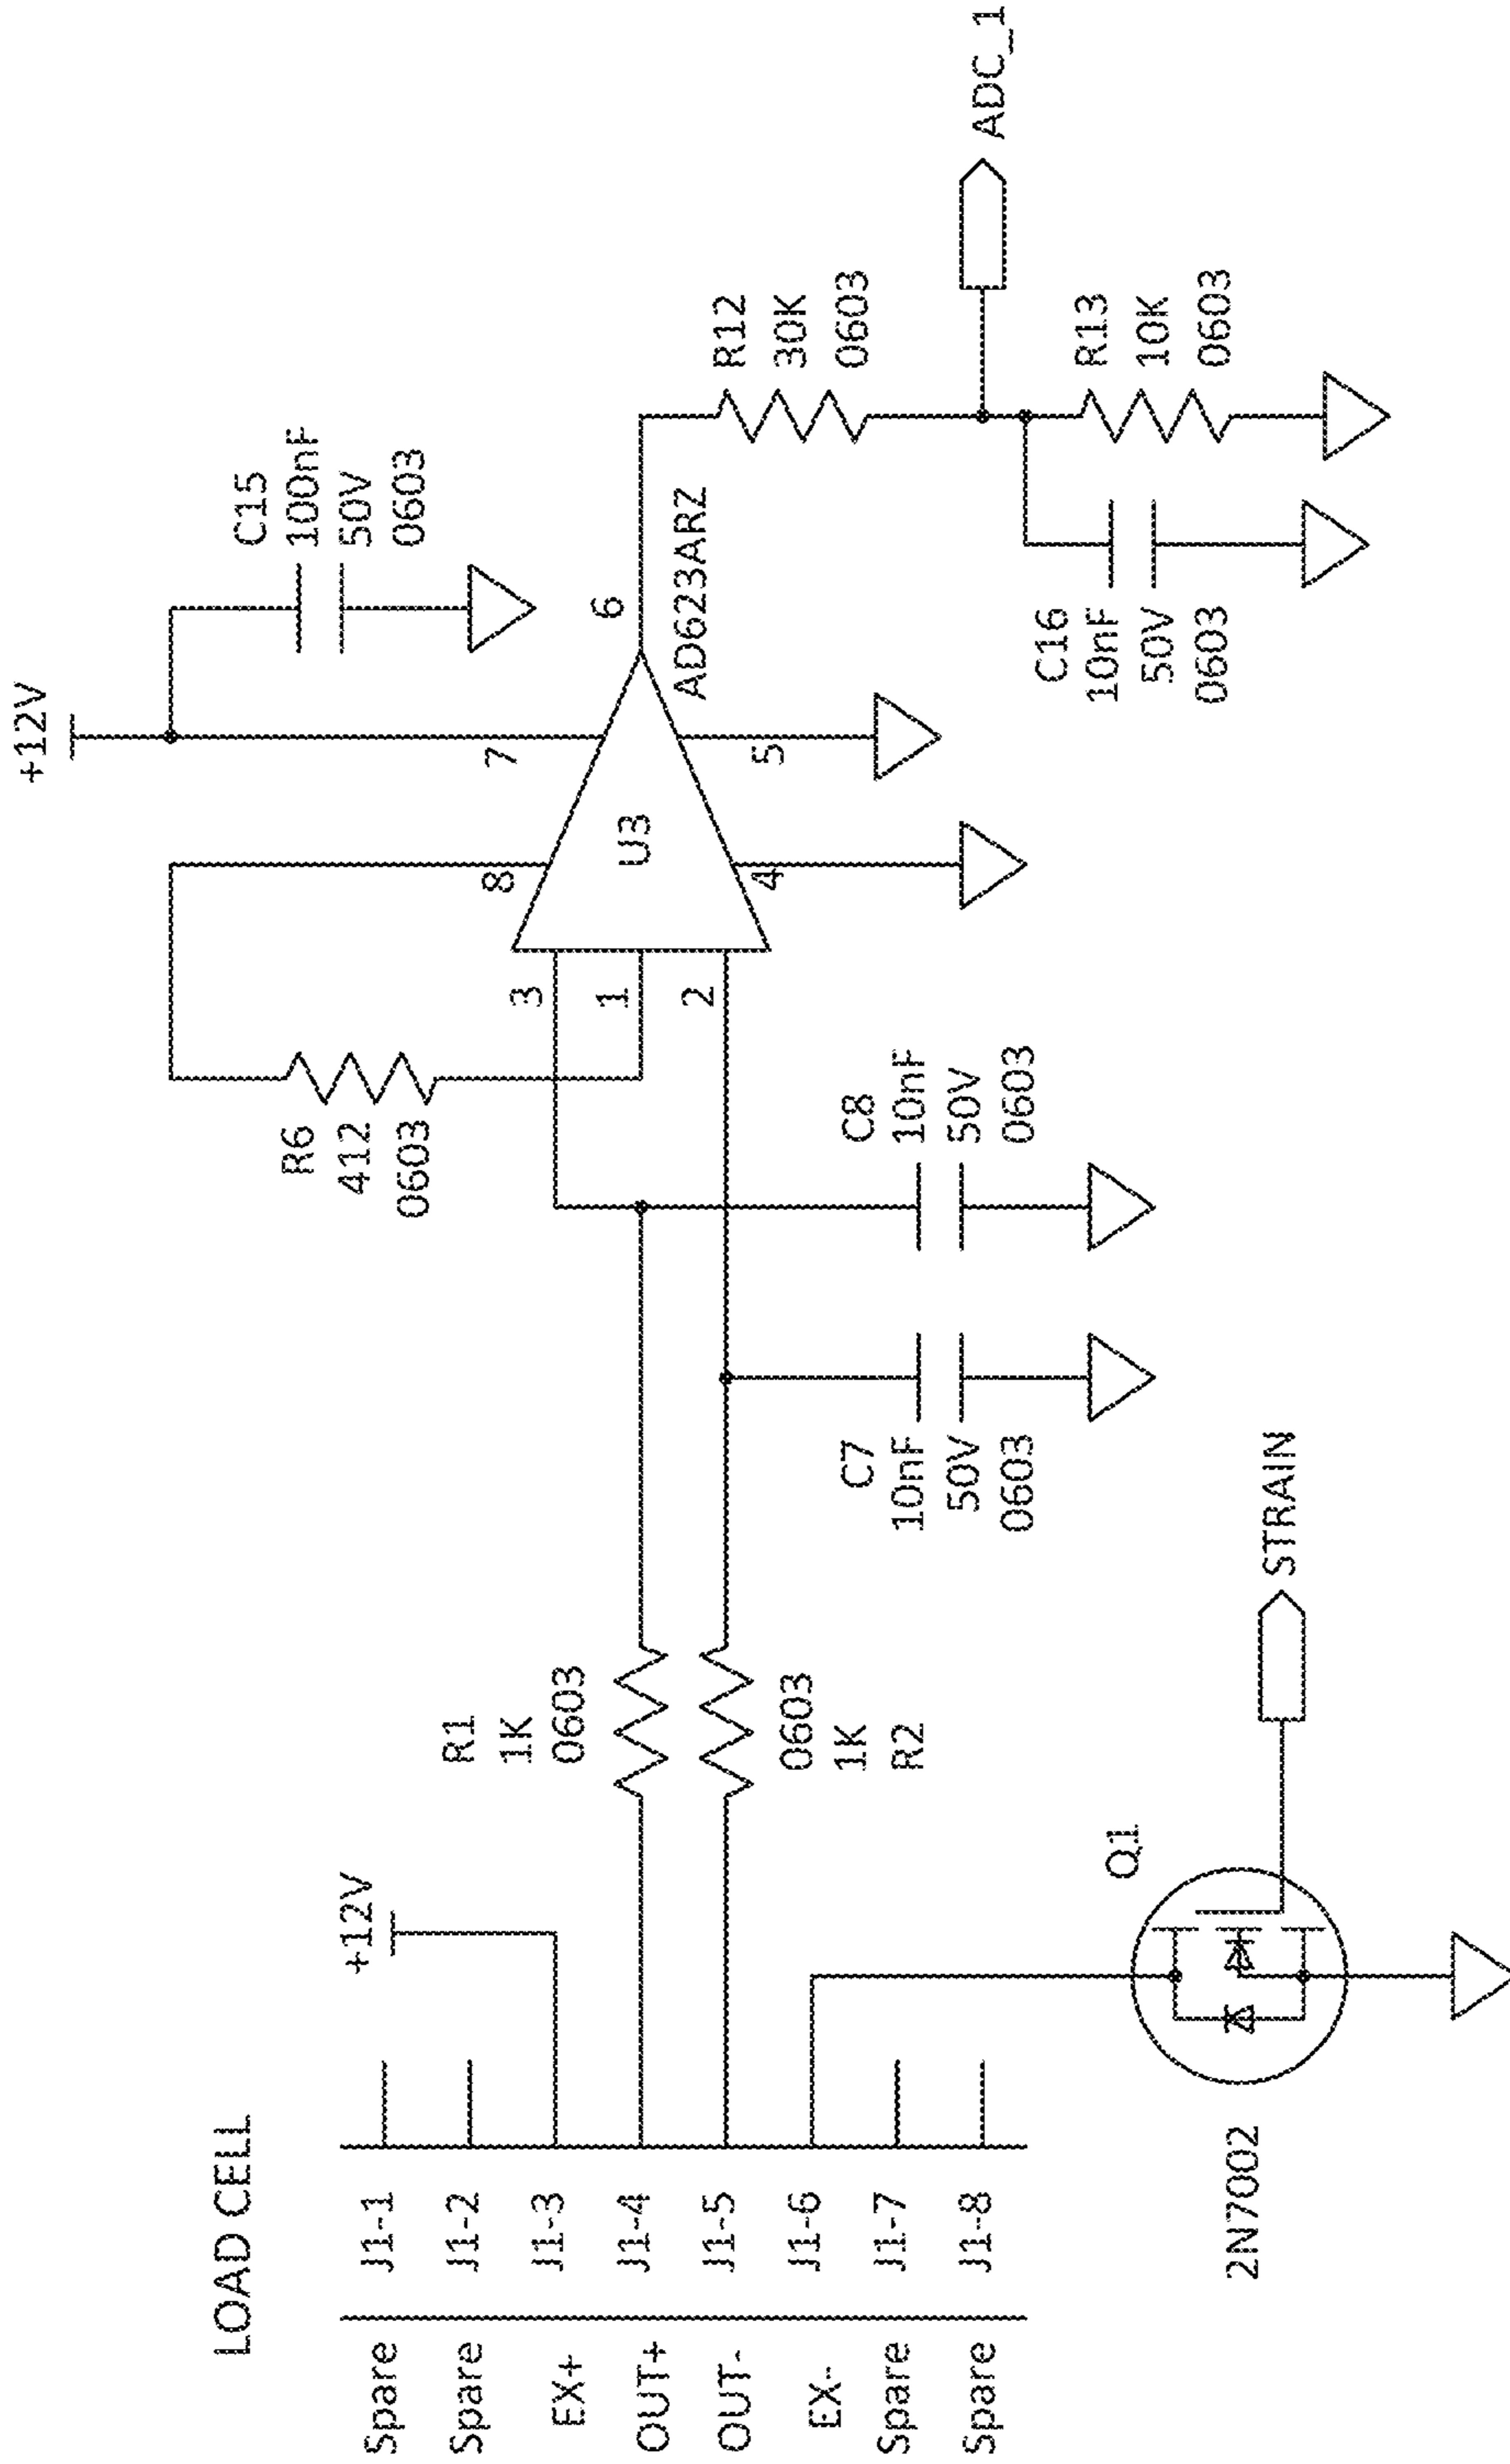 LOAD CELL
Spare
J1-1
Spare
J1-2
EX+
J1-3
OUT+
J1-4
OUT-
J1-5
EX-
J1-6
Spare
J1-7
Spare
J1-8
+12V
R1
1K
0603
0603
1K
R2
Q1
2N7002
STRAIN
C7
10nF
50V
0603
C8
10nF
50V
0603
R6
412
0603
3
1
2
8
7
U3
4
5
6
+12V
C15
100nF
50V
0603
AD623ARZ
R12
30K
0603
ADC_1
C16
10nF
50V
0603
R13
10K
0603